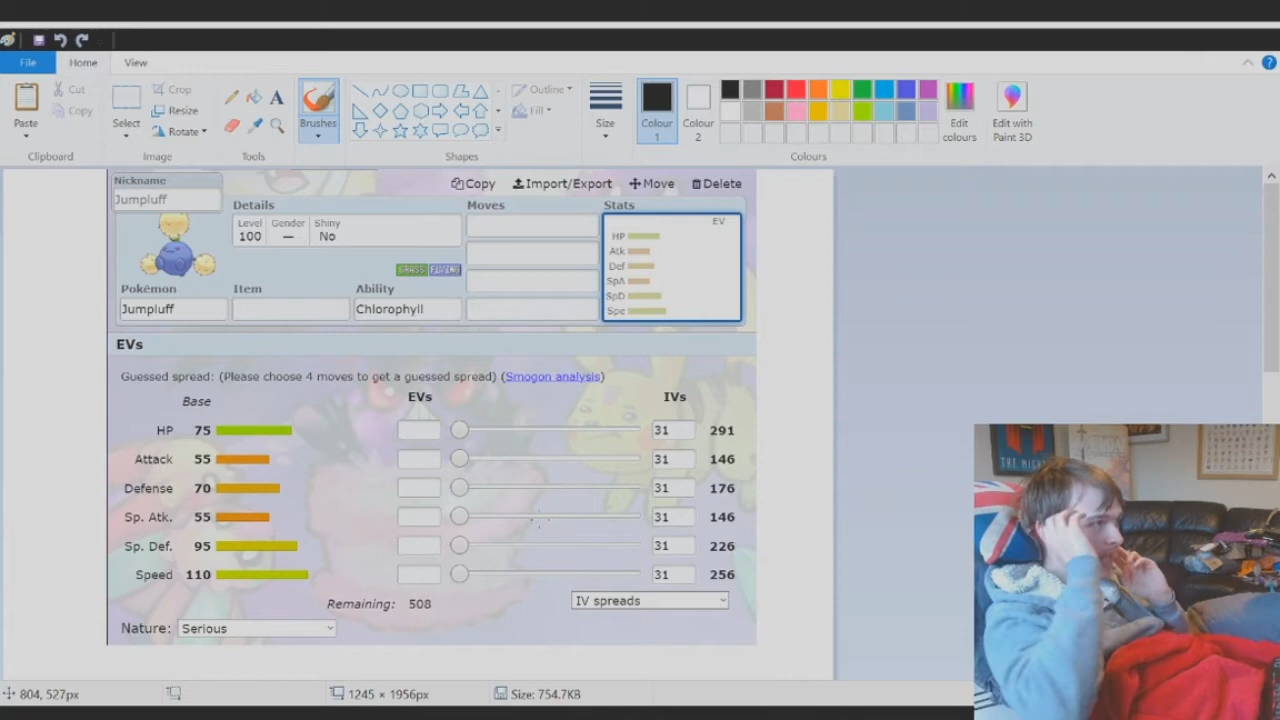 File Home View
Paste Cut Copy Clipboard
Select Crop Resize Rotate Image
Tools
Brushes
Outline Fill Shapes
Size
Colour 1 Colour 2 Edit colours Edit with Paint 3D Colours
Nickname
Jumpluff
Copy Import/Export Move Delete
Details Moves Stats
Level Gender Shiny
100 — No
EV
HP
Atk
Def
SpA
SpD
Spe
GRASS FLYING
Pokémon Item Ability
Jumpluff Chlorophyll
EVs
Guessed spread: (Please choose 4 moves to get a guessed spread) (Smogon analysis)
Base EVs IVs
HP 75 31 291
Attack 55 31 146
Defense 70 31 176
Sp. Atk. 55 31 146
Sp. Def. 95 31 226
Speed 110 31 256
Remaining: 508 IV spreads
Nature: Serious
804, 527px 1245 × 1956px Size: 754.7KB
THE MIGH